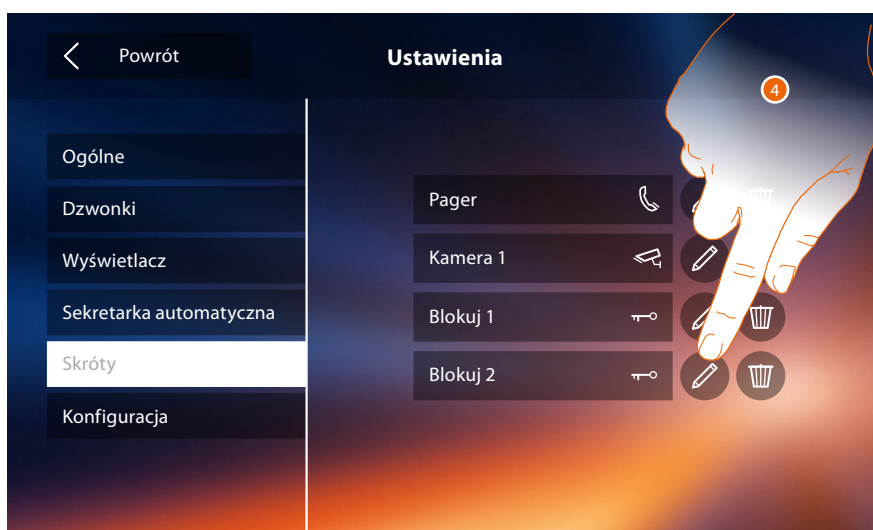 Powrót
Ustawienia
4
Ogólne
Dzwonki
Wyświetlacz
Sekretarka automatyczna
Skróty
Konfiguracja
Pager
Kamera 1
Blokuj 1
Blokuj 2